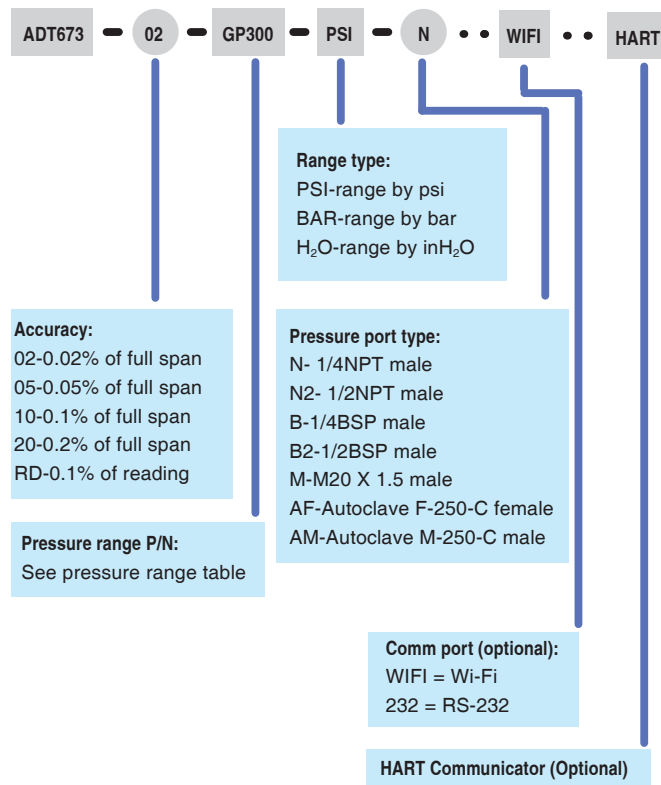 ADT673 - 02 - GP300 - PSI - N • • WIFI • • HART
Range type:
PSI-range by psi
BAR-range by bar
H₂O-range by inH₂O
Accuracy:
02-0.02% of full span
05-0.05% of full span
10-0.1% of full span
20-0.2% of full span
RD-0.1% of reading
Pressure port type:
N- 1/4NPT male
N2- 1/2NPT male
B-1/4BSP male
B2-1/2BSP male
M-M20 X 1.5 male
AF-Autoclave F-250-C female
AM-Autoclave M-250-C male
Pressure range P/N:
See pressure range table
Comm port (optional):
WIFI = Wi-Fi
232 = RS-232
HART Communicator (Optional)